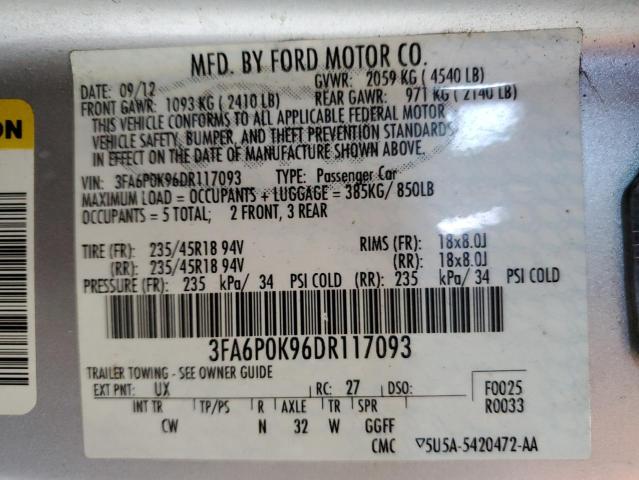 MFD. BY FORD MOTOR CO.
DATE: 09/12 GVWR: 2059 KG ( 4540 LB)
FRONT GAWR: 1093 KG ( 2410 LB) REAR GAWR: 971 KG ( 2140 LB)
THIS VEHICLE CONFORMS TO ALL APPLICABLE FEDERAL MOTOR
VEHICLE SAFETY, BUMPER, AND THEFT PREVENTION STANDARDS
IN EFFECT ON THE DATE OF MANUFACTURE SHOWN ABOVE.
VIN: 3FA6P0K96DR117093 TYPE: Passenger Car
MAXIMUM LOAD = OCCUPANTS + LUGGAGE = 385KG/ 850LB
OCCUPANTS = 5 TOTAL; 2 FRONT, 3 REAR
TIRE (FR): 235/45R18 94V RIMS (FR): 18x8.0J
(RR): 235/45R18 94V (RR): 18x8.0J
PRESSURE (FR): 235 kPa/ 34 PSI COLD (RR): 235 kPa/ 34 PSI COLD
3FA6P0K96DR117093
TRAILER TOWING - SEE OWNER GUIDE
EXT PNT: UX RC: 27 DSO: F0025
R0033
INT TR TP/PS R AXLE TR SPR
CW N 32 W GGFF
CMC ▽5U5A-5420472-AA